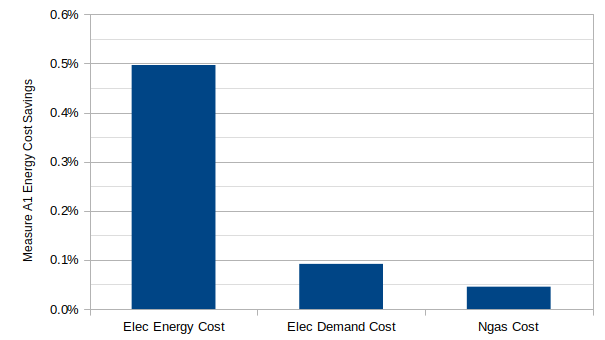 0.6%
0.5%
0.4%
0.3%
0.2%
0.1%
0.0%
Measure A1 Energy Cost Savings
Elec Energy Cost
Elec Demand Cost
Ngas Cost